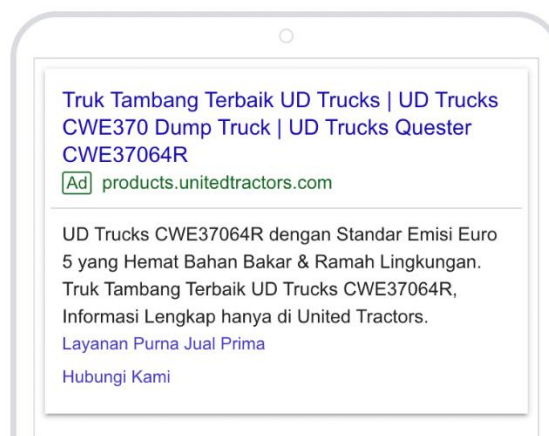 Truk Tambang Terbaik UD Trucks | UD Trucks
CWE370 Dump Truck | UD Trucks Quester
CWE37064R
Ad products.unitedtractors.com
UD Trucks CWE37064R dengan Standar Emisi Euro
5 yang Hemat Bahan Bakar & Ramah Lingkungan.
Truk Tambang Terbaik UD Trucks CWE37064R,
Informasi Lengkap hanya di United Tractors.
Layanan Purna Jual Prima
Hubungi Kami